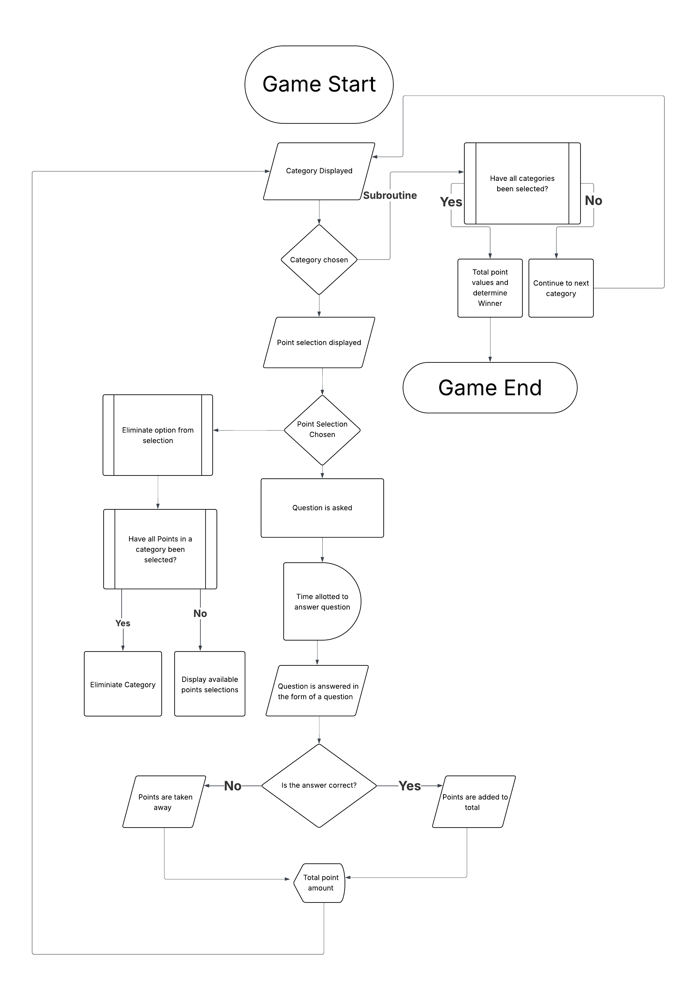 Game Start
Category Displayed
Have all categories
been selected?
Subroutine
Yes
No
Category chosen
Total point
values and
determine
Winner
Continue to next
category
Point selection displayed
Game End
Point Selection
Chosen
Eliminate option from
selection
Question is asked
Have all Points in a
category been
selected?
Time allotted to
answer question
No
Yes
Eliminiate Category
Display available
points selections
Question is answered in
the form of a question
Is the answer correct?
No
Yes
Points are taken
away
Points are added to
total
Total point
amount